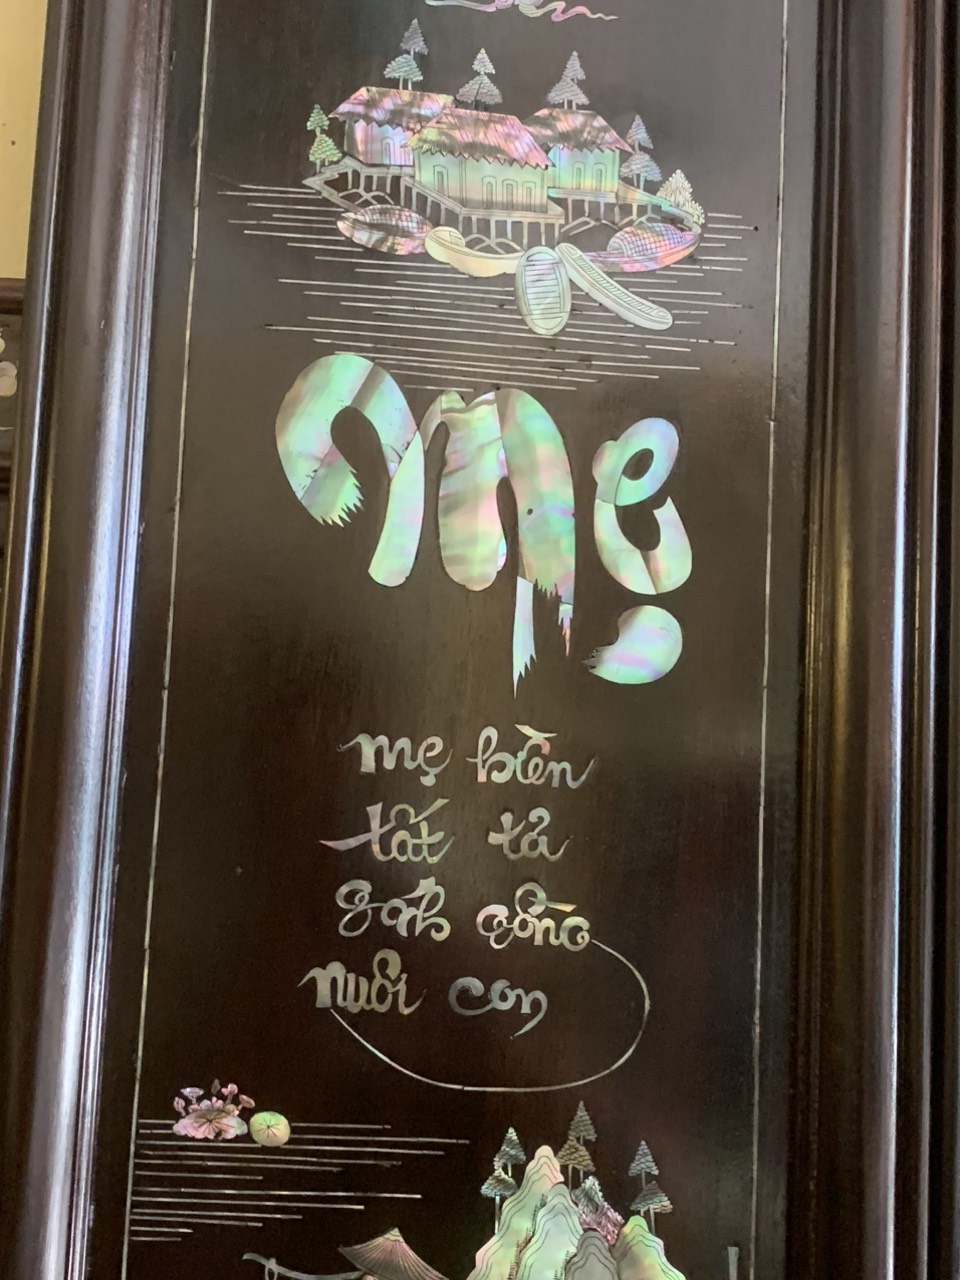 Mẹ
mẹ hiền
tất tả
gánh gồng
nuôi con